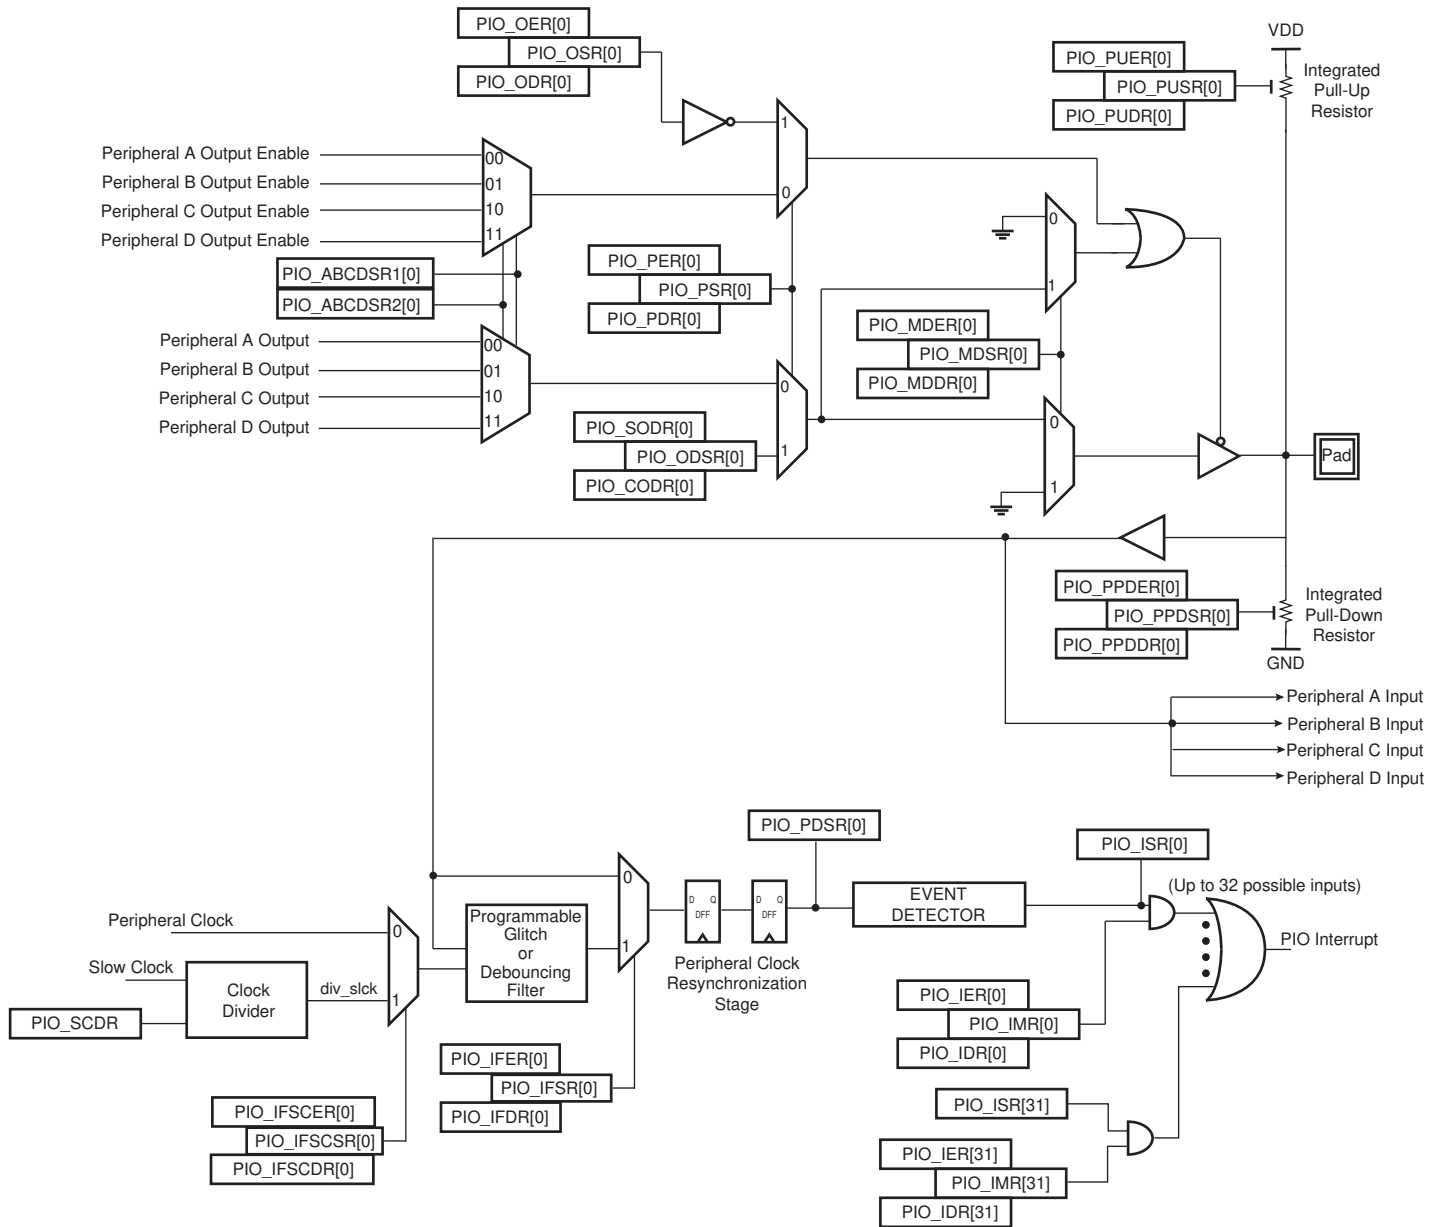 PIO_OER[0]
PIO_OSR[0]
PIO_ODR[0]
VDD
PIO_PUER[0]
PIO_PUSR[0]
PIO_PUDR[0]
Integrated
Pull-Up
Resistor
1
0
Peripheral A Output Enable
Peripheral B Output Enable
Peripheral C Output Enable
Peripheral D Output Enable
00
01
10
11
PIO_ABCDSR1[0]
PIO_ABCDSR2[0]
PIO_PER[0]
PIO_PSR[0]
PIO_PDR[0]
0
1
PIO_MDER[0]
PIO_MDSR[0]
PIO_MDDR[0]
Peripheral A Output
Peripheral B Output
Peripheral C Output
Peripheral D Output
00
01
10
11
0
1
PIO_SODR[0]
PIO_ODSR[0]
PIO_CODR[0]
0
1
Pad
PIO_PPDER[0]
PIO_PPDSR[0]
PIO_PPDDR[0]
Integrated
Pull-Down
Resistor
GND
Peripheral A Input
Peripheral B Input
Peripheral C Input
Peripheral D Input
PIO_PDSR[0]
PIO_ISR[0]
(Up to 32 possible inputs)
EVENT
DETECTOR
PIO Interrupt
0
1
D Q
DFF
D Q
DFF
Peripheral Clock
Resynchronization
Stage
Programmable
Glitch
or
Debouncing
Filter
Peripheral Clock
0
1
Slow Clock
Clock
Divider
div_slck
PIO_SCDR
PIO_IER[0]
PIO_IMR[0]
PIO_IDR[0]
PIO_IFER[0]
PIO_IFSR[0]
PIO_IFDR[0]
PIO_IFSCER[0]
PIO_IFSCSR[0]
PIO_IFSCDR[0]
PIO_ISR[31]
PIO_IER[31]
PIO_IMR[31]
PIO_IDR[31]